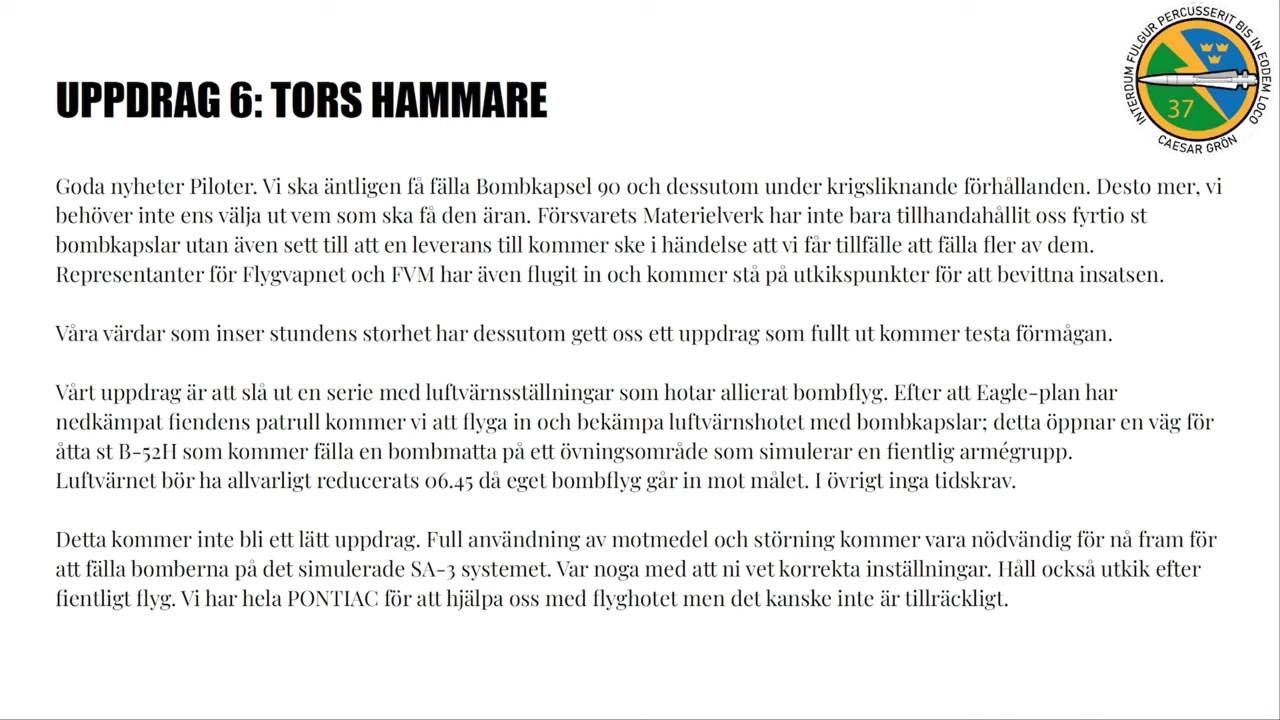 UPPDRAG 6: TORS HAMMARE
INTERDUM FULGUR PERCUSSERIT BIS IN EODEM LOCO
37
CAESAR GRÖN
Goda nyheter Piloter. Vi ska äntligen få fälla Bombkapsel 90 och dessutom under krigsliknande förhållanden. Desto mer, vi
behöver inte ens välja ut vem som ska få den äran. Försvarets Materielverk har inte bara tillhandahållit oss fyrtio st
bombkapslar utan även sett till att en leverans till kommer ske i händelse att vi får tillfälle att fälla fler av dem.
Representanter för Flygvapnet och FVM har även flugit in och kommer stå på utkikspunkter för att bevittna insatsen.
Våra värdar som inser stundens storhet har dessutom gett oss ett uppdrag som fullt ut kommer testa förmågan.
Vårt uppdrag är att slå ut en serie med luftvärnsställningar som hotar allierat bombflyg. Efter att Eagle-plan har
nedkämpat fiendens patrull kommer vi att flyga in och bekämpa luftvärnshotet med bombkapslar; detta öppnar en väg för
åtta st B-52H som kommer fälla en bombmatta på ett övningsområde som simulerar en fientlig armégrupp.
Luftvärnet bör ha allvarligt reducerats 06.45 då eget bombflyg går in mot målet. I övrigt inga tidskrav.
Detta kommer inte bli ett lätt uppdrag. Full användning av motmedel och störning kommer vara nödvändig för nå fram för
att fälla bomberna på det simulerade SA-3 systemet. Var noga med att ni vet korrekta inställningar. Håll också utkik efter
fientligt flyg. Vi har hela PONTIAC för att hjälpa oss med flyghotet men det kanske inte är tillräckligt.